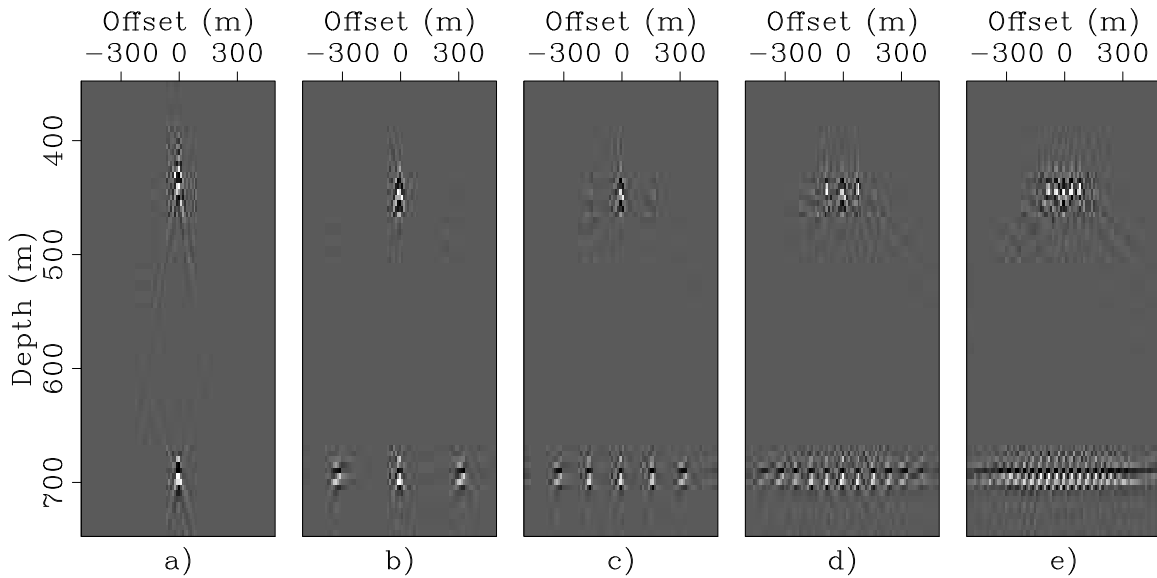 Offset (m) Offset (m) Offset (m) Offset (m) Offset (m)
−300 0 300 −300 0 300 −300 0 300 −300 0 300 −300 0 300
400
500
600
700
Depth (m)
a) b) c) d) e)